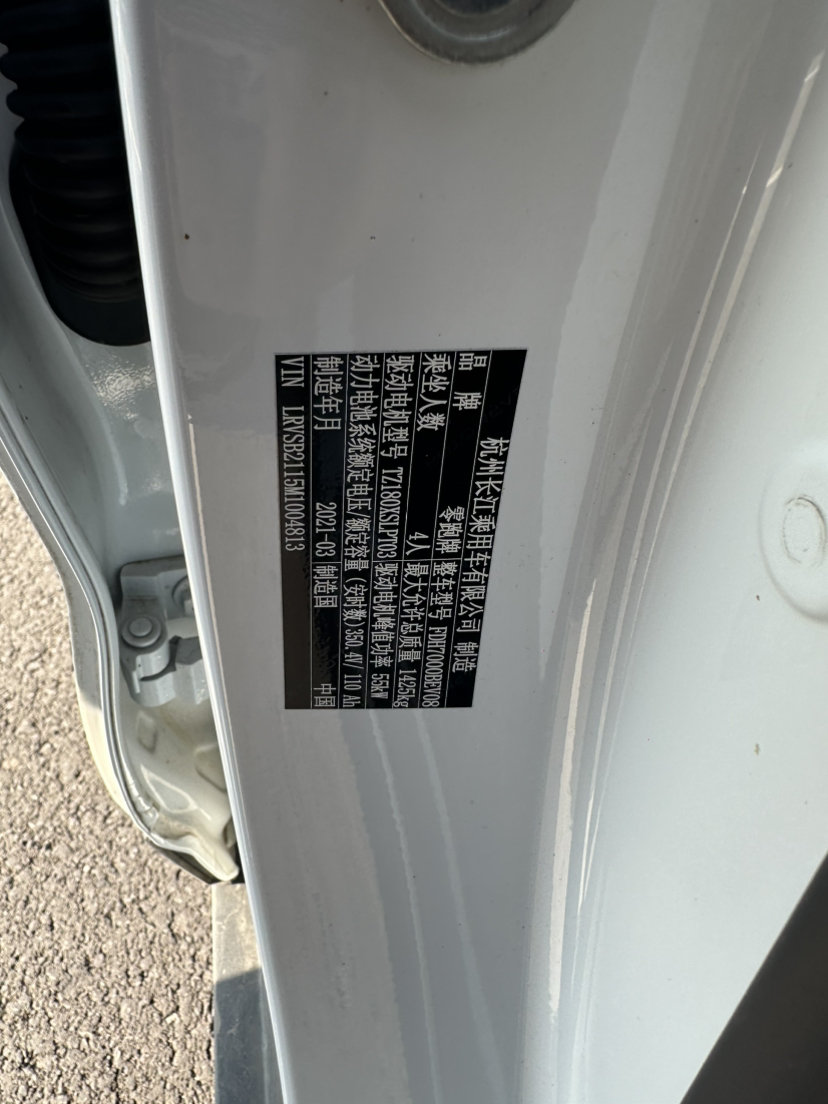 杭州长江乘用车有限公司 制造
品牌 零跑牌 整车型号 FDH7000BEV08
乘坐人数 4人 最大允许总质量 1425kg
驱动电机型号 TZ180XSLPT03 驱动电机峰值功率 55kW
动力电池系统额定电压/额定容量（安时数）350.4V/110 Ah
制造年月 2021-03 制造国 中国
VIN LRYSB2115M1004813